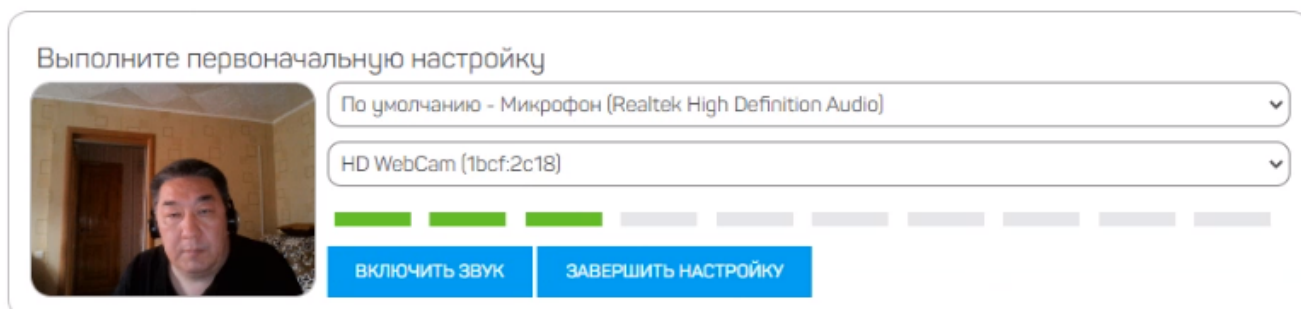 Выполните первоначальную настройку
По умолчанию - Микрофон (Realtek High Definition Audio)
HD WebCam (1bcf:2c18)
ВКЛЮЧИТЬ ЗВУК
ЗАВЕРШИТЬ НАСТРОЙКУ